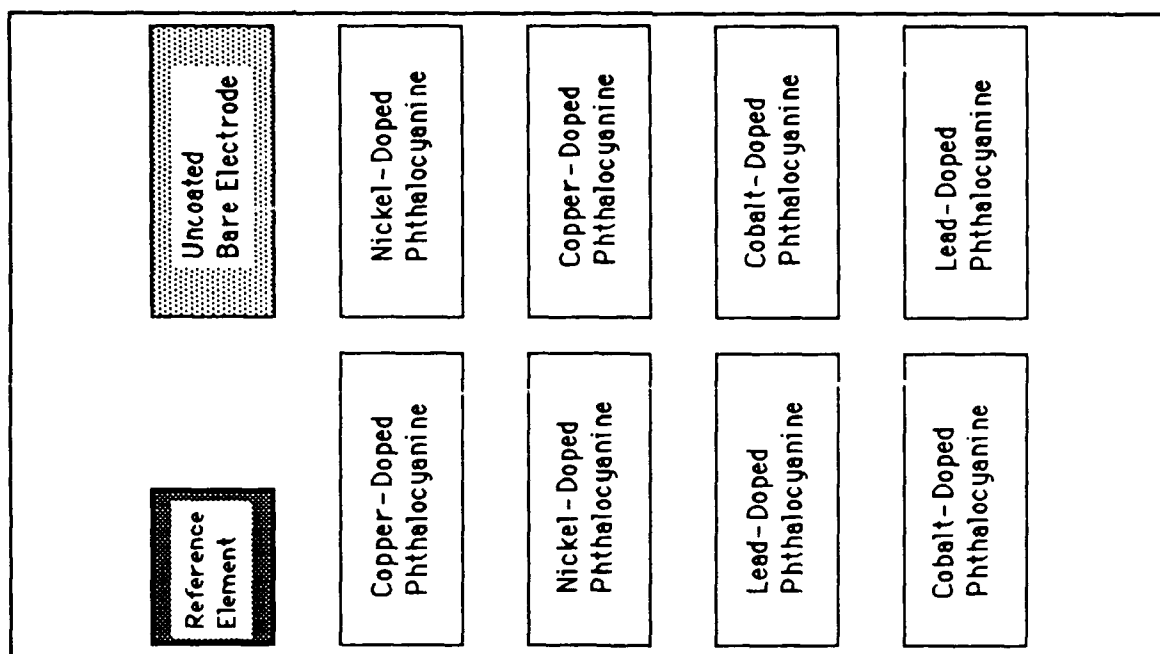 Uncoated
Bare Electrode
Nickel-Doped
Phthalocyanine
Copper-Doped
Phthalocyanine
Cobalt-Doped
Phthalocyanine
Lead-Doped
Phthalocyanine
Reference
Element
Copper-Doped
Phthalocyanine
Nickel-Doped
Phthalocyanine
Lead-Doped
Phthalocyanine
Cobalt-Doped
Phthalocyanine